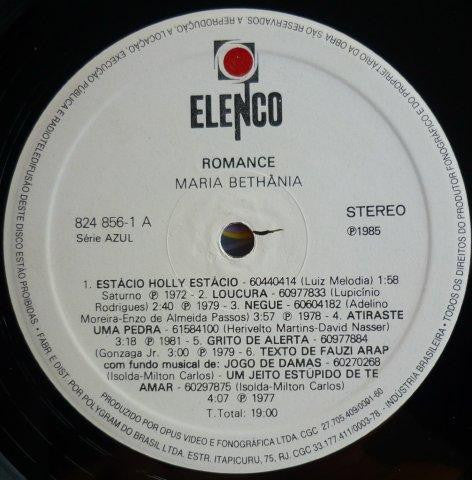 ELENCO
ROMANCE
MARIA BETHÂNIA
824 856-1 A
Série AZUL
STEREO
℗1985
1. ESTÁCIO HOLLY ESTÁCIO - 60440414 (Luiz Melodia) 1:58
Saturno ℗ 1972 - 2. LOUCURA - 60977833 (Lupicínio
Rodrigues) 2:40 ℗ 1979 - 3. NEGUE - 60604182 (Adelino
Moreira-Enzo de Almeida Passos) 3:57 ℗ 1978 - 4. ATIRASTE
UMA PEDRA - 61584100 (Herivelto Martins-David Nasser)
3:18 ℗ 1981 - 5. GRITO DE ALERTA - 60977884
(Gonzaga Jr. 3:00 ℗ 1979 - 6. TEXTO DE FAUZI ARAP
com fundo musical de: JOGO DE DAMAS - 60270268
(Isolda-Milton Carlos) - UM JEITO ESTÚPIDO DE TE
AMAR - 60297875 (Isolda-Milton Carlos)
4:07 ℗ 1977
T. Total: 19:00
PRODUZIDO POR OPUS VIDEO E FONOGRÁFICA LTDA. CGC 27.705.409/0091-60
• FABR. E DIST. POR POLYGRAM DO BRASIL LTDA. ESTR. ITAPICURU, 75, RJ. CGC 33.177.411/0003-78. • INDÚSTRIA BRASILEIRA •
TODOS OS DIREITOS DO PRODUTOR FONOGRÁFICO E DO PROPRIETÁRIO DA OBRA SÃO RESERVADOS. A REPRODUÇÃO, A LOCAÇÃO, EXECUÇÃO PÚBLICA E RADIOTELEDIFUSÃO DESTE DISCO ESTÃO PROIBIDAS